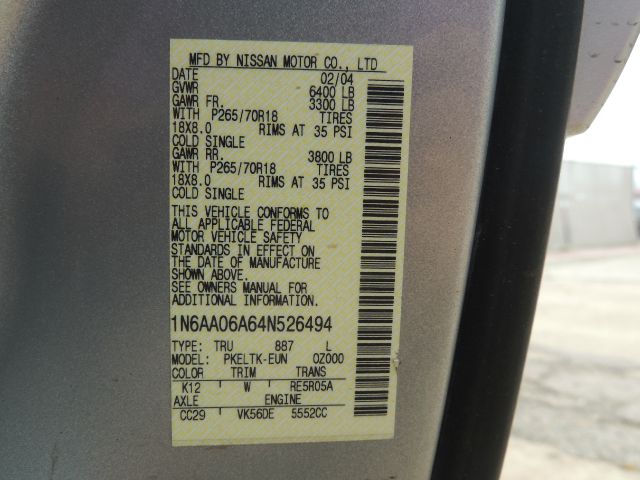 MFD BY NISSAN MOTOR CO., LTD
DATE 02/04
GVWR 6400 LB
GAWR FR. 3300 LB
WITH P265/70R18 TIRES
18X8.0 RIMS AT 35 PSI
COLD SINGLE
GAWR RR. 3800 LB
WITH P265/70R18 TIRES
18X8.0 RIMS AT 35 PSI
COLD SINGLE
THIS VEHICLE CONFORMS TO
ALL APPLICABLE FEDERAL
MOTOR VEHICLE SAFETY
STANDARDS IN EFFECT ON
THE DATE OF MANUFACTURE
SHOWN ABOVE.
SEE OWNERS MANUAL FOR
ADDITIONAL INFORMATION.
1N6AA06A64N526494
TYPE: TRU 887 L
MODEL: PKELTK-EUN 0Z000
COLOR TRIM TRANS
K12 W RE5R05A
AXLE ENGINE
CC29 VK56DE 5552CC